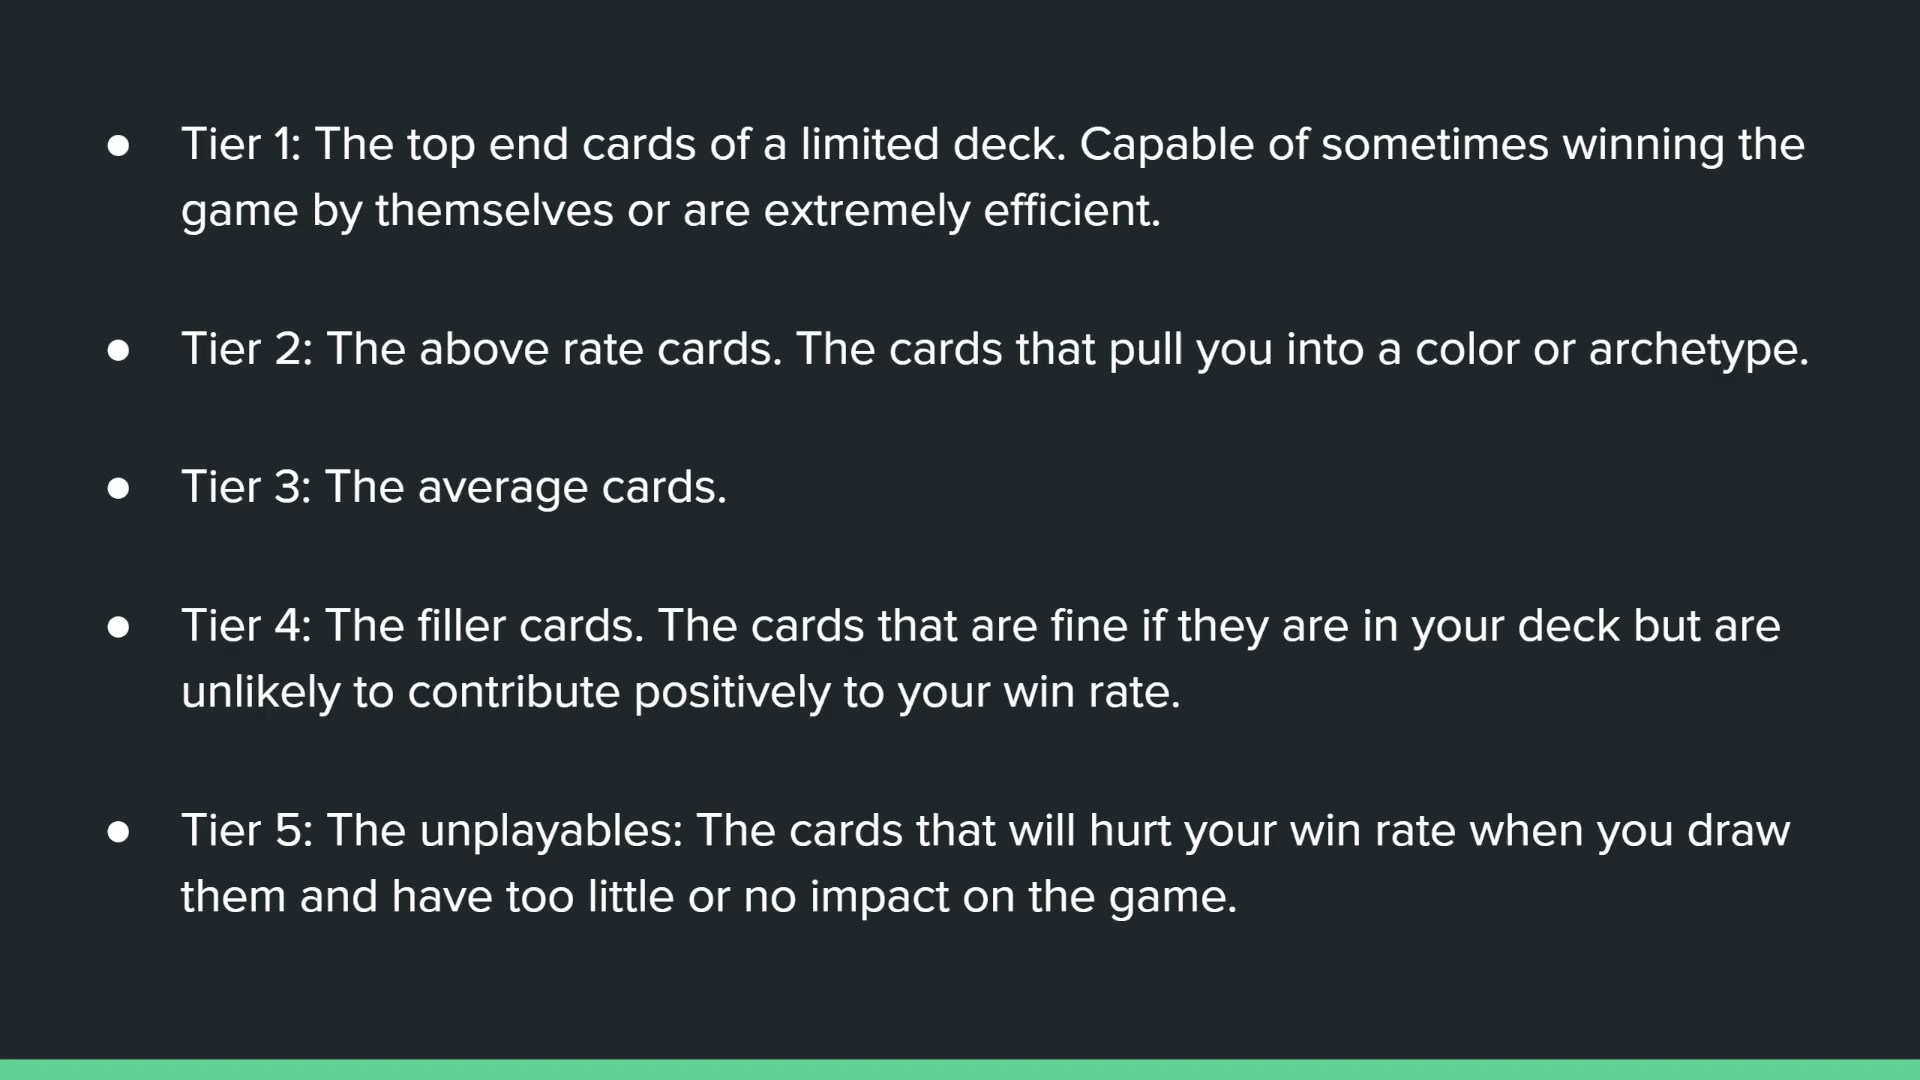 ● Tier 1: The top end cards of a limited deck. Capable of sometimes winning the
game by themselves or are extremely efficient.
● Tier 2: The above rate cards. The cards that pull you into a color or archetype.
● Tier 3: The average cards.
● Tier 4: The filler cards. The cards that are fine if they are in your deck but are
unlikely to contribute positively to your win rate.
● Tier 5: The unplayables: The cards that will hurt your win rate when you draw
them and have too little or no impact on the game.